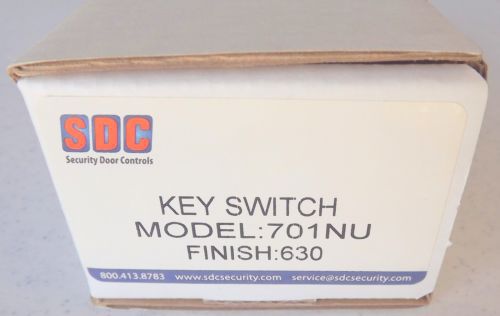 SDC
Security Door Controls
KEY SWITCH
MODEL:701NU
FINISH:630
800.413.8783 www.sdcsecurity.com service@sdcsecurity.com